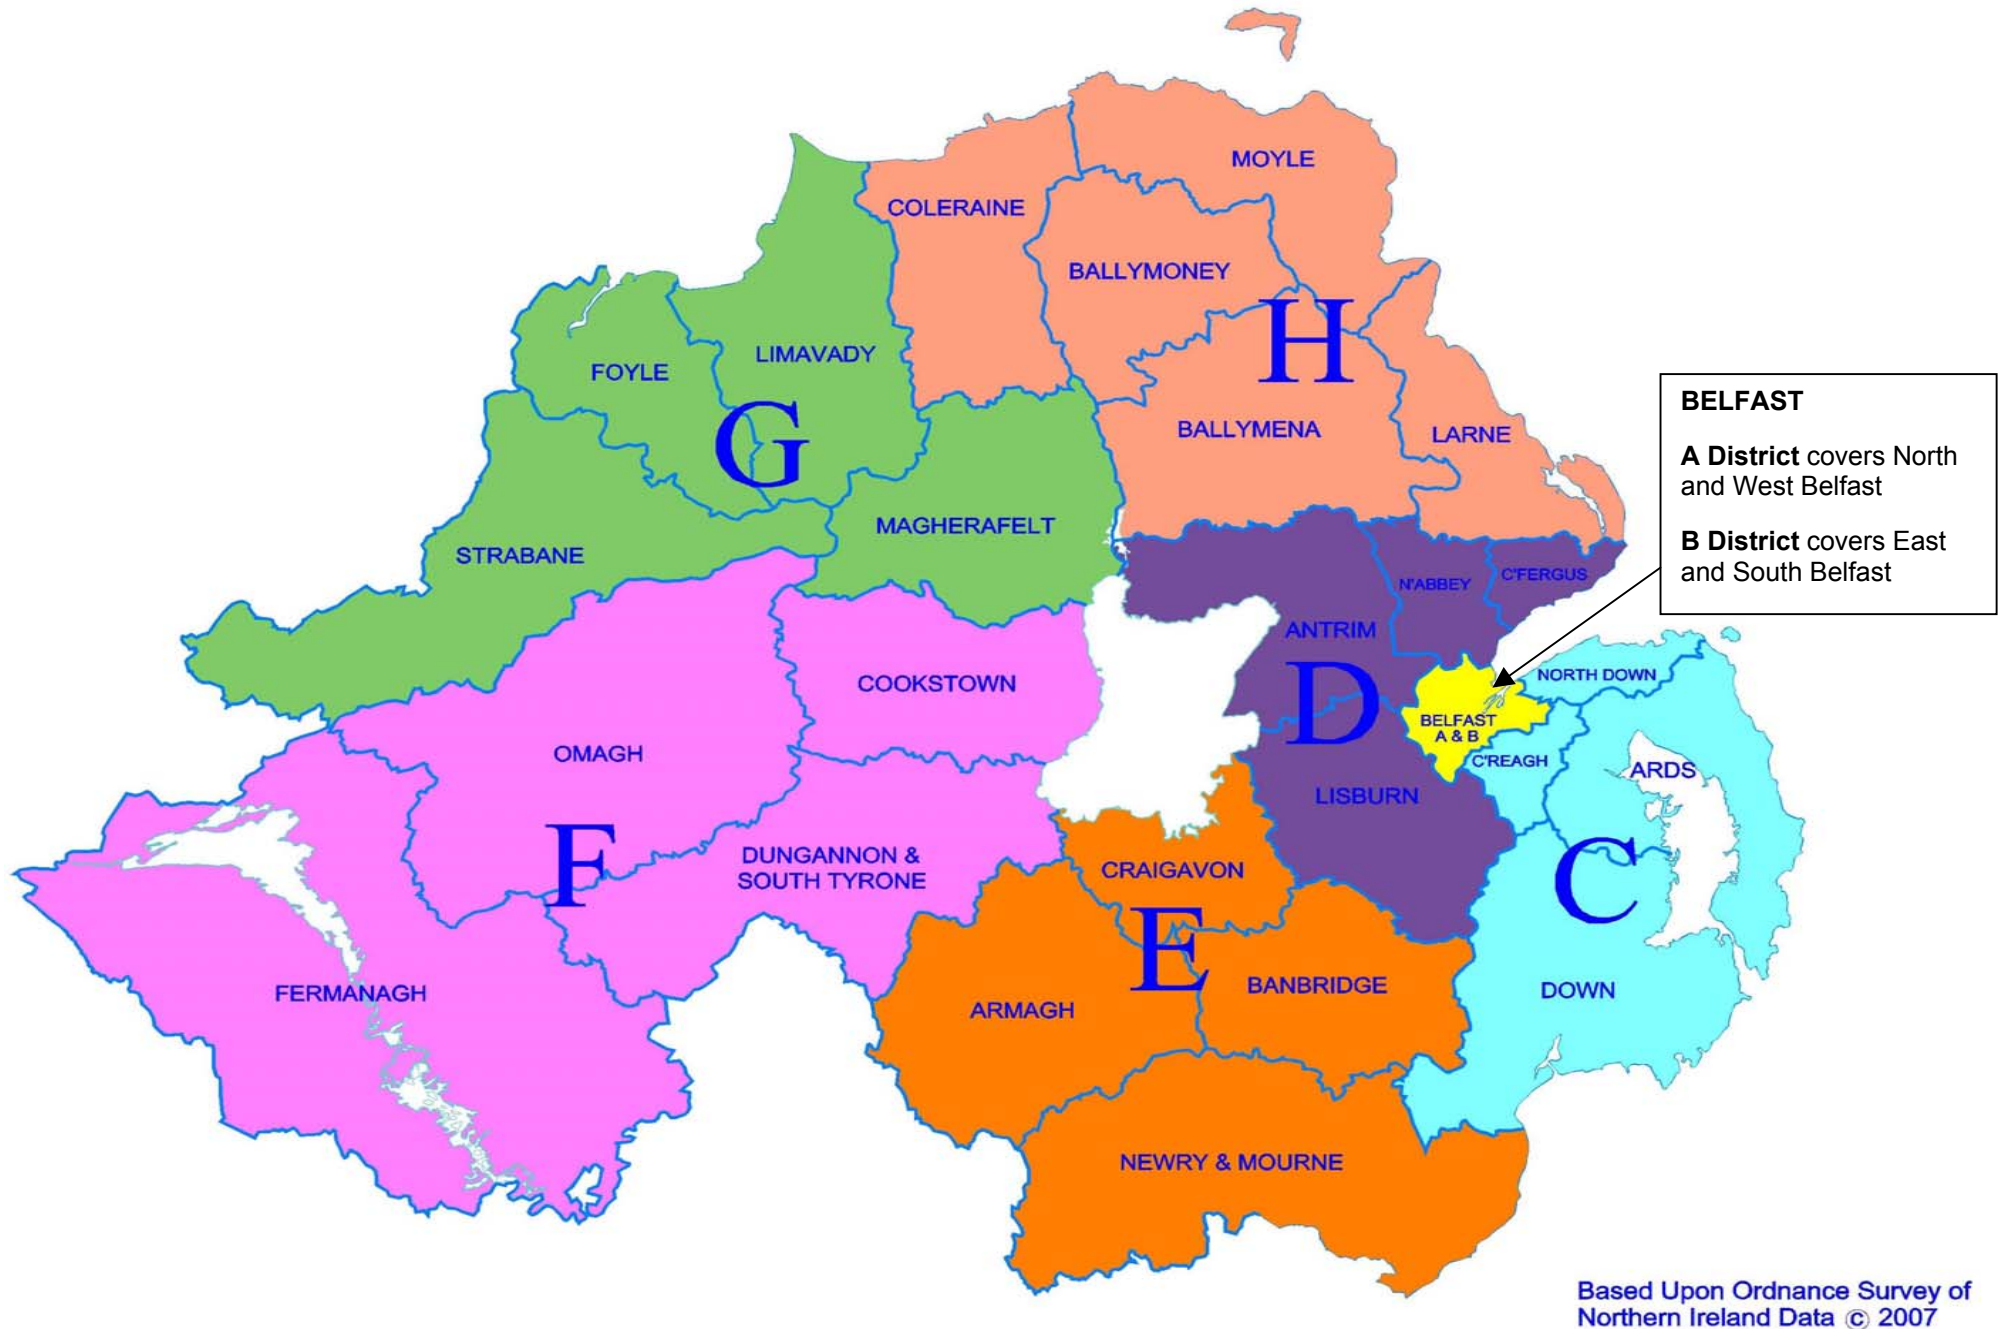 MOYLE
COLERAINE
BALLYMONEY
H
LIMAVADY
FOYLE
G
BALLYMENA
LARNE
BELFAST
A District covers North
and West Belfast
B District covers East
and South Belfast
MAGHERAFELT
STRABANE
N'ABBEY
C'FERGUS
ANTRIM
COOKSTOWN
D
NORTH DOWN
BELFAST
A & B
OMAGH
C'REAGH
ARDS
LISBURN
F
DUNGANNON &
SOUTH TYRONE
CRAIGAVON
C
E
FERMANAGH
ARMAGH
BANBRIDGE
DOWN
NEWRY & MOURNE
Based Upon Ordnance Survey of
Northern Ireland Data © 2007